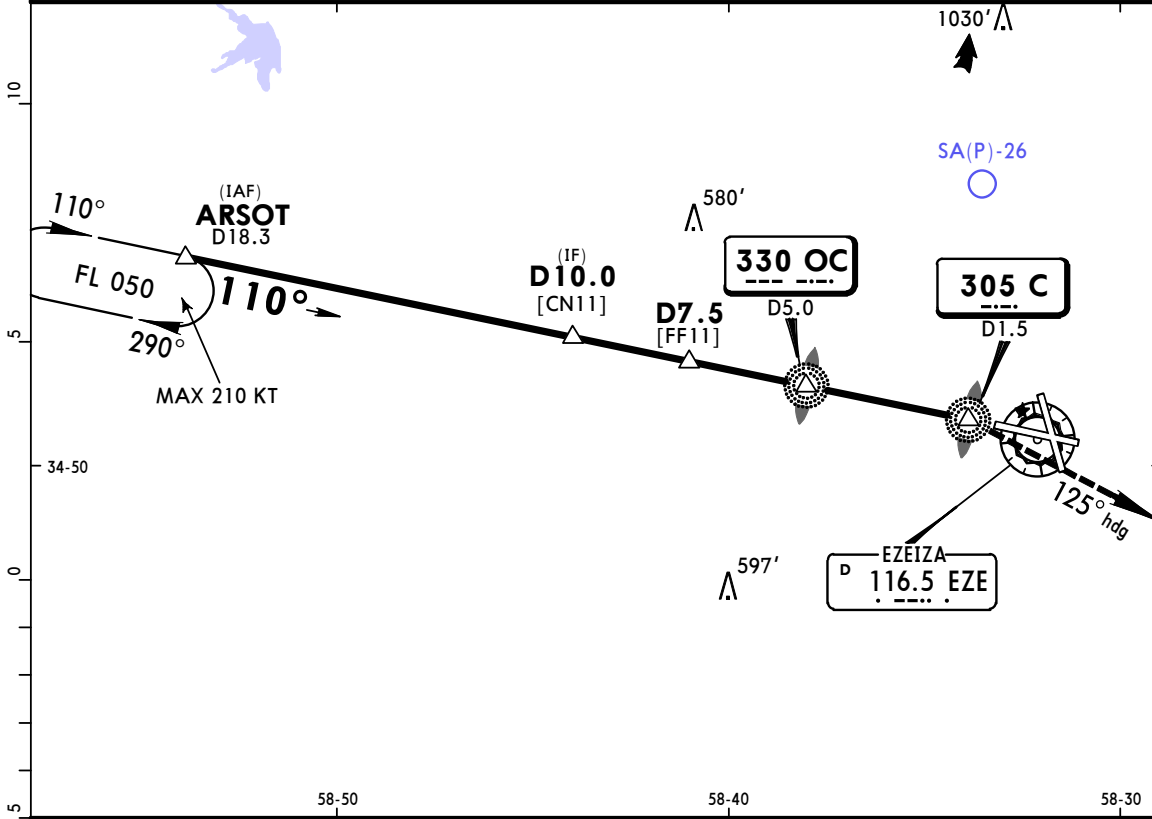 1030’
10
SA(P)-26
(IAF)
ARSOT
D18.3
110°
580’
FL 050
110°
290°
MAX 210 KT
(IF)
D10.0
[CN11]
D7.5
[FF11]
330 OC
D5.0
305 C
D1.5
5
34-50
125° hdg
EZEIZA
D 116.5 EZE
597’
0
5
58-50
58-40
58-30